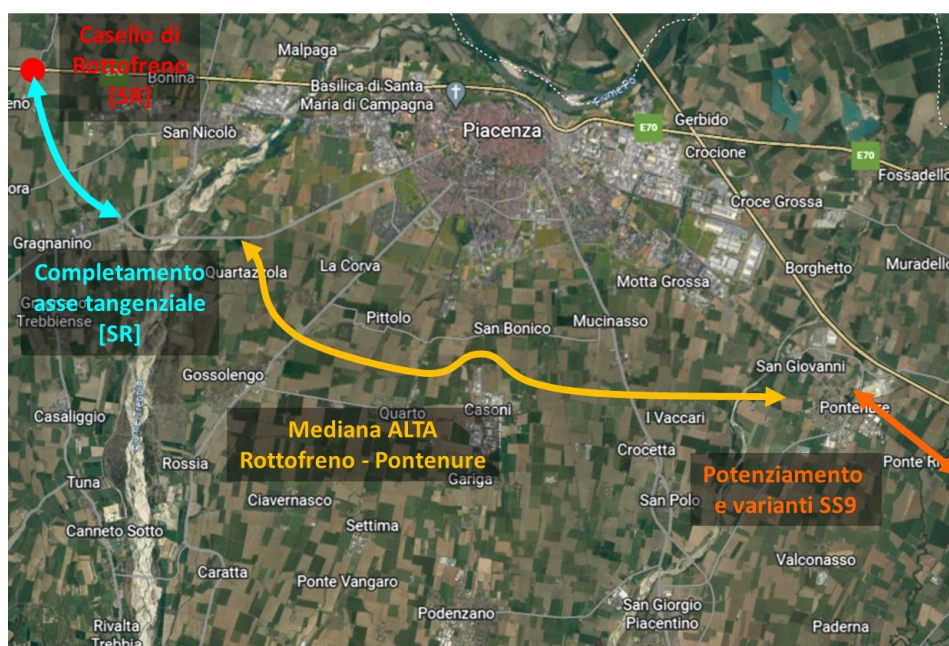 Casello di
Rottofreno
[SR]
Malpaga
Bonina
Basilica di Santa
Maria di Campagna
Fiume Po
eno
San Nicolò
Piacenza
E70
Gerbido
Crocione
E70
Fossadello
ora
Croce Grossa
Gragnanino
Completamento
asse tangenziale
[SR]
Quartazzola
La Corva
Borghetto
Muradello
Motta Grossa
Trebbiense
Pittolo
San Bonico
Mucinasso
San Giovanni
Gossolengo
Casaliggio
Fiume Trebbia
Quarto
Casoni
I Vaccari
Pontenure
Mediana ALTA
Rottofreno - Pontenure
Gariga
Crocetta
Rossia
Ponte Ri
Tuna
Potenziamento
e varianti SS9
Ciavernasco
San Polo
Settima
Canneto Sotto
Valconasso
Caratta
Ponte Vangaro
Podenzano
San Giorgio
Piacentino
Rivalta
Trebbia
Paderna